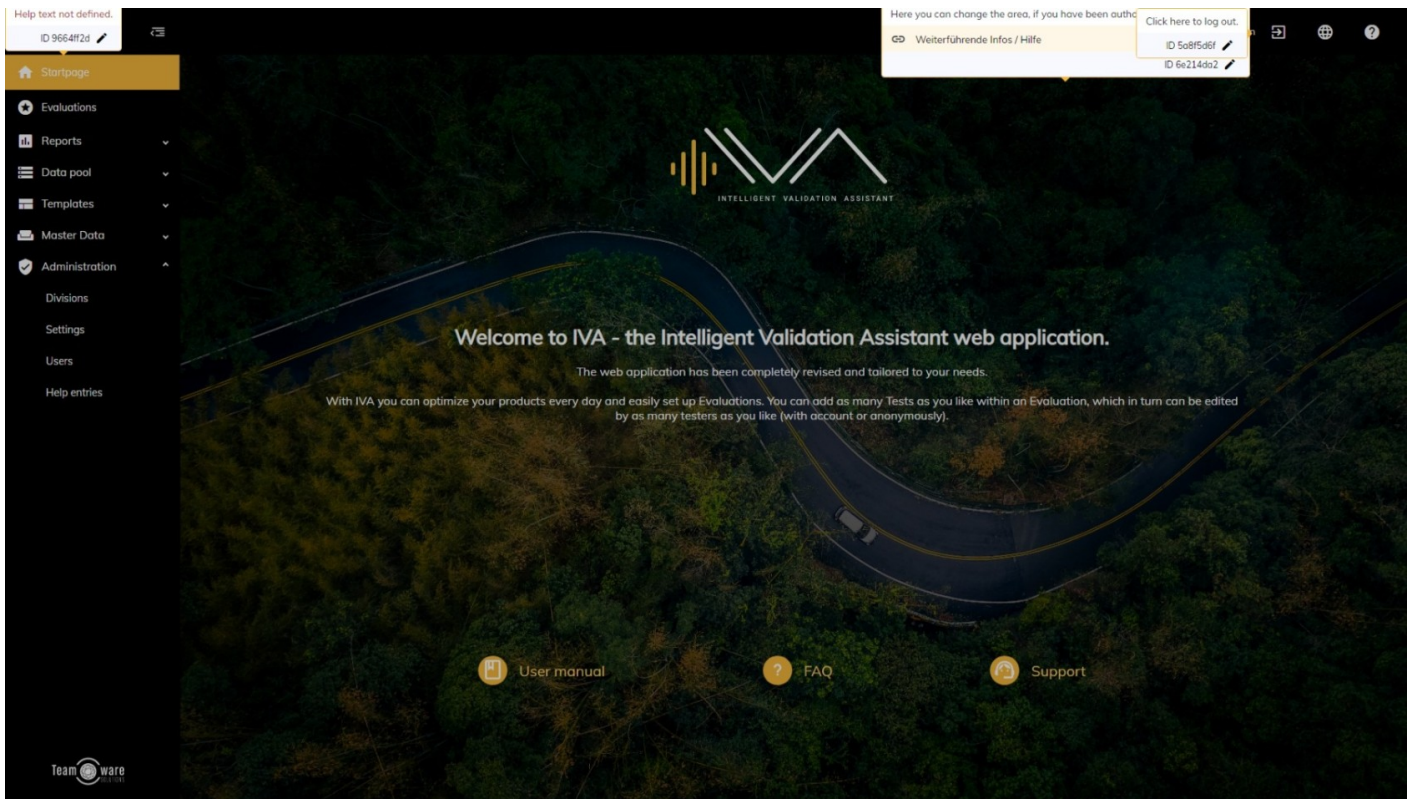 Help text not defined.
ID 9664ff2d
Here you can change the area, if you have been autho
Weiterführende Infos / Hilfe
ID 6e214da2
Click here to log out.
ID 5a8f5d6f
Startpage
Evaluations
Reports
Data pool
Templates
Master Data
Administration
Divisions
Settings
Users
Help entries
IVA
INTELLIGENT VALIDATION ASSISTANT
Welcome to IVA - the Intelligent Validation Assistant web application.
The web application has been completely revised and tailored to your needs.
With IVA you can optimize your products every day and easily set up Evaluations. You can add as many Tests as you like within an Evaluation, which in turn can be edited
by as many testers as you like (with account or anonymously).
User manual
FAQ
Support
Team ware